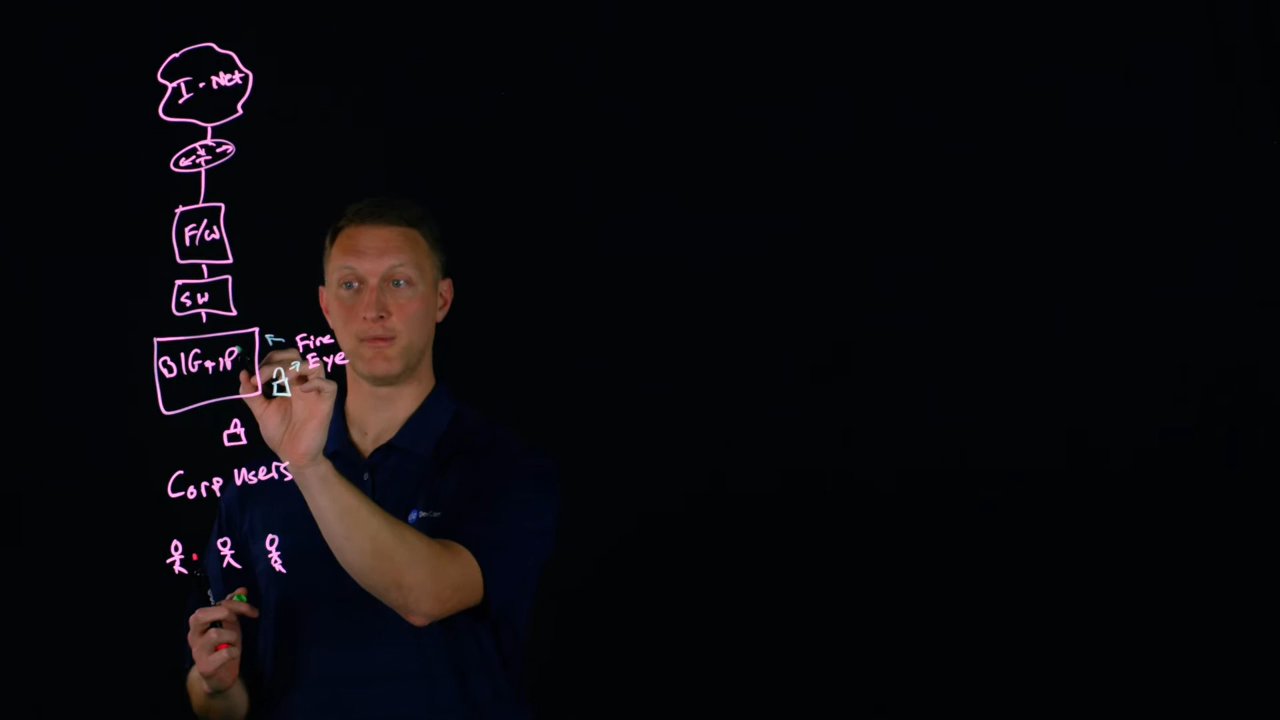 I-Net
F/W
SW
BIG-IP
Fire
Eye
Corp Users